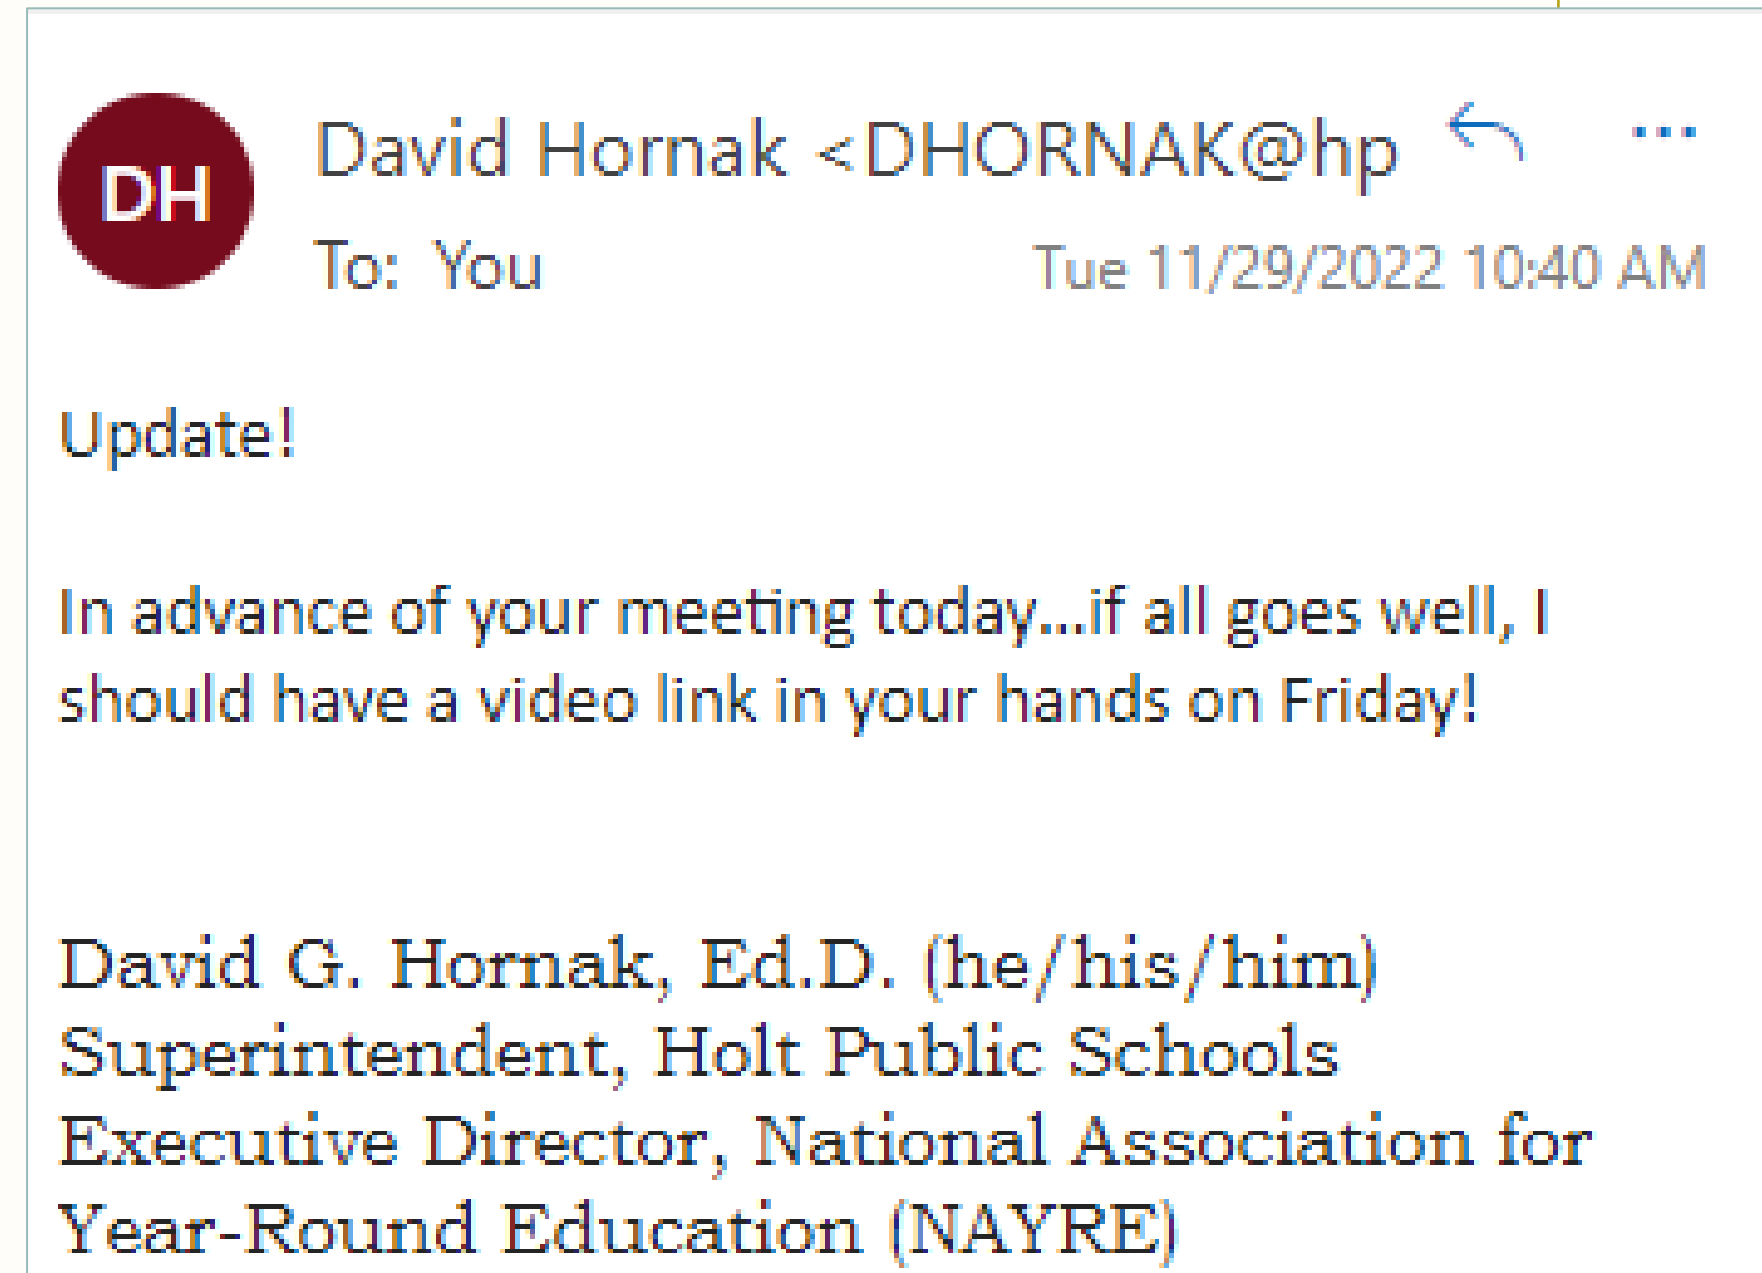 DH
David Hornak <DHORNAK@hp
To: You
Tue 11/29/2022 10:40 AM
Update!
In advance of your meeting today...if all goes well, I
should have a video link in your hands on Friday!
David G. Hornak, Ed.D. (he/his/him)
Superintendent, Holt Public Schools
Executive Director, National Association for
Year-Round Education (NAYRE)